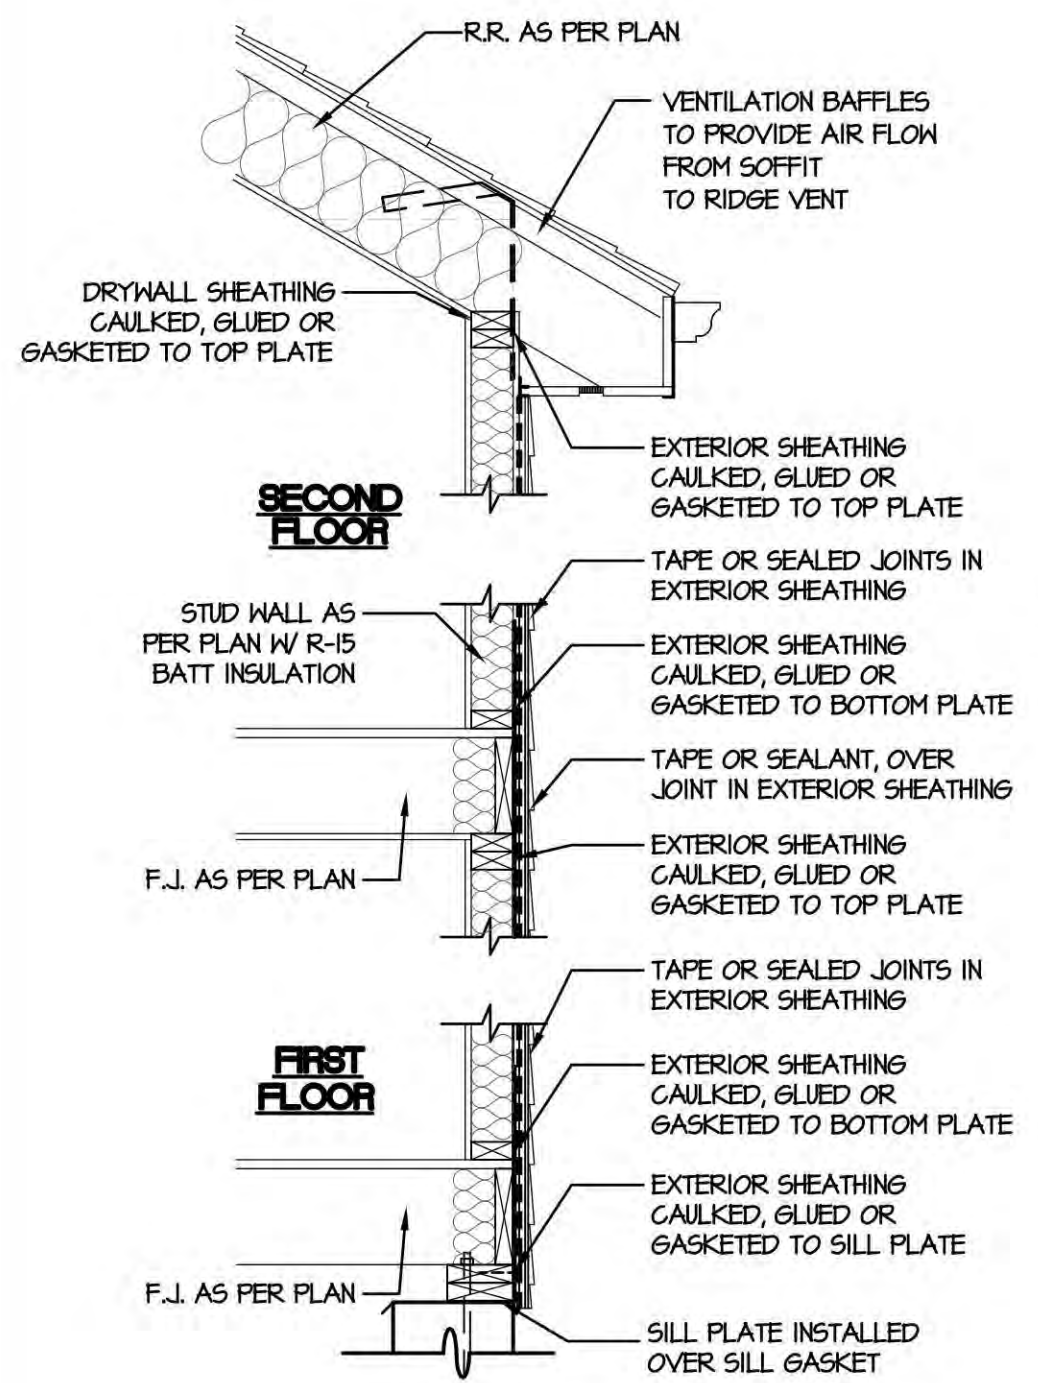 R.R. AS PER PLAN
VENTILATION BAFFLES
TO PROVIDE AIR FLOW
FROM SOFFIT
TO RIDGE VENT
DRYWALL SHEATHING
CAULKED, GLUED OR
GASKETED TO TOP PLATE
EXTERIOR SHEATHING
CAULKED, GLUED OR
GASKETED TO TOP PLATE
SECOND
FLOOR
TAPE OR SEALED JOINTS IN
EXTERIOR SHEATHING
STUD WALL AS
PER PLAN W/ R-15
BATT INSULATION
EXTERIOR SHEATHING
CAULKED, GLUED OR
GASKETED TO BOTTOM PLATE
TAPE OR SEALANT, OVER
JOINT IN EXTERIOR SHEATHING
EXTERIOR SHEATHING
CAULKED, GLUED OR
GASKETED TO TOP PLATE
F.J. AS PER PLAN
TAPE OR SEALED JOINTS IN
EXTERIOR SHEATHING
FIRST
FLOOR
EXTERIOR SHEATHING
CAULKED, GLUED OR
GASKETED TO BOTTOM PLATE
EXTERIOR SHEATHING
CAULKED, GLUED OR
GASKETED TO SILL PLATE
F.J. AS PER PLAN
SILL PLATE INSTALLED
OVER SILL GASKET